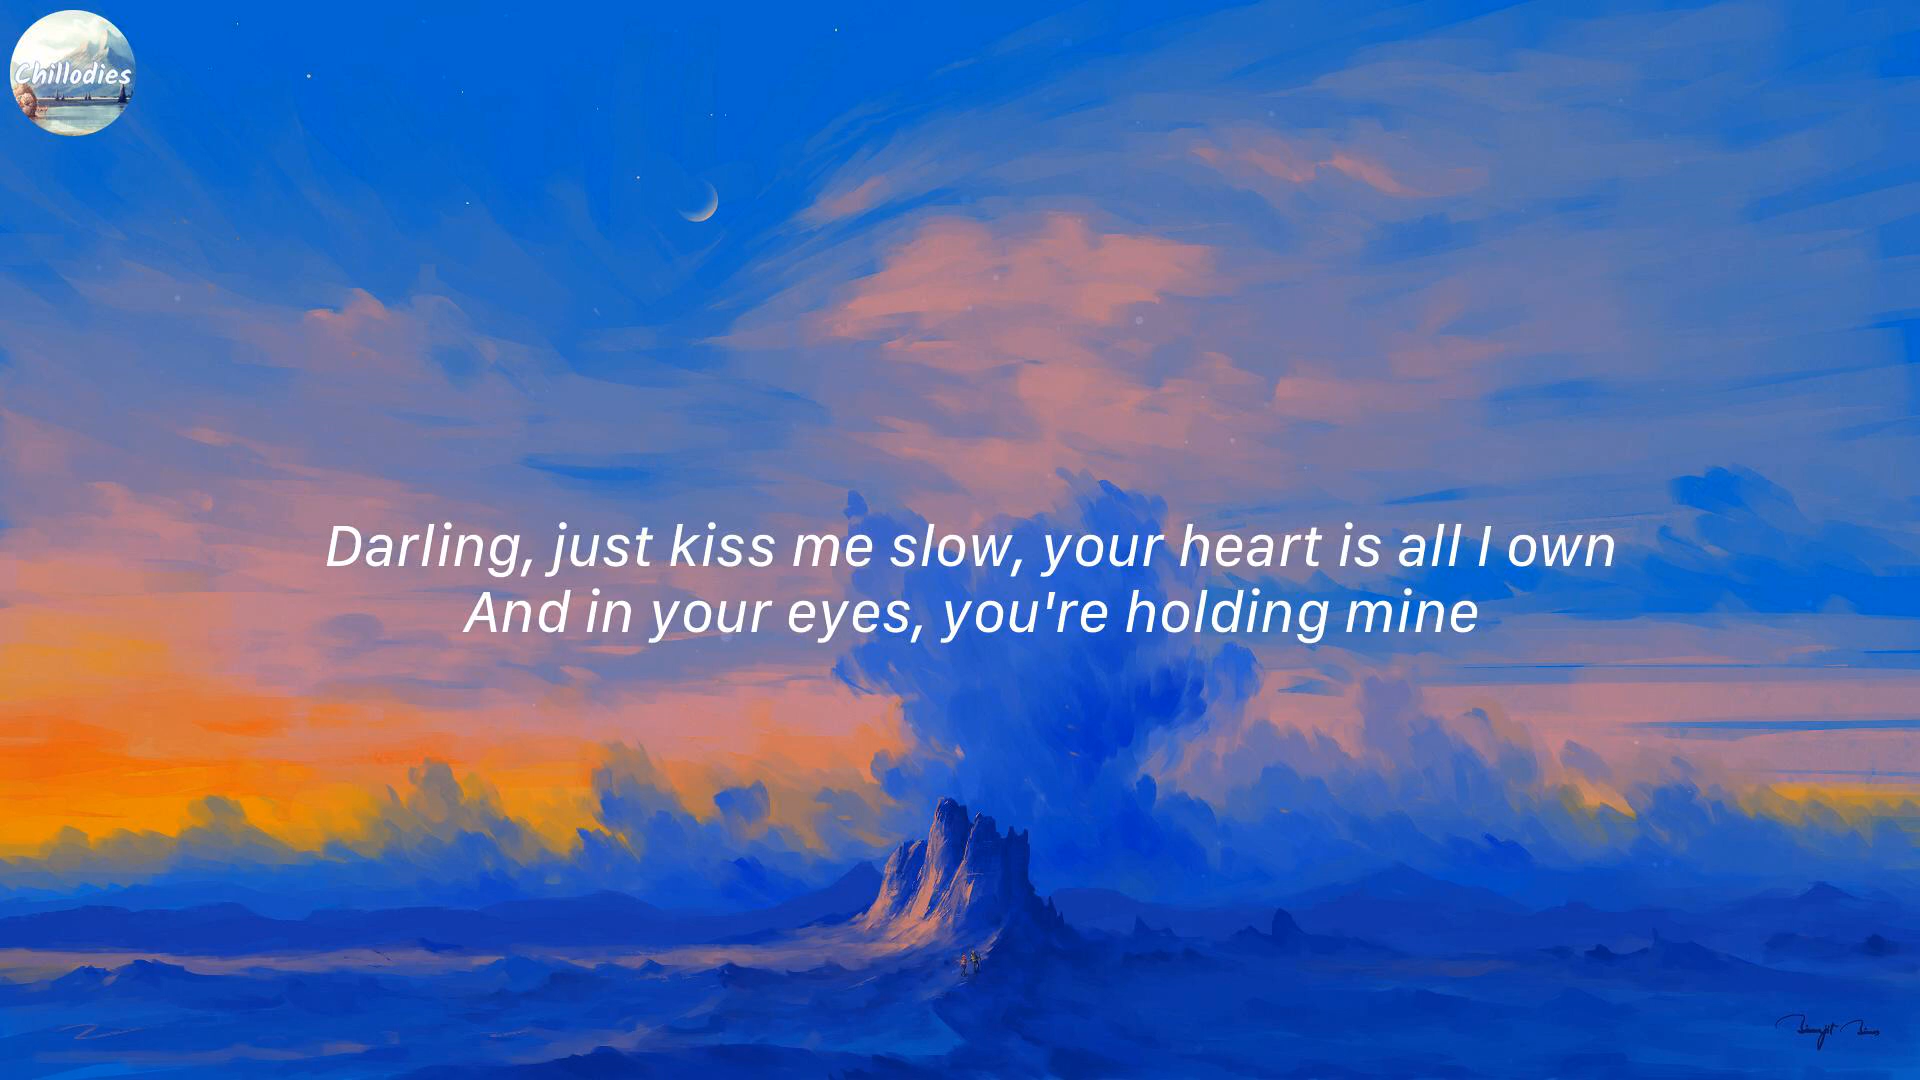 Chillodies
Darling, just kiss me slow, your heart is all I own
And in your eyes, you're holding mine